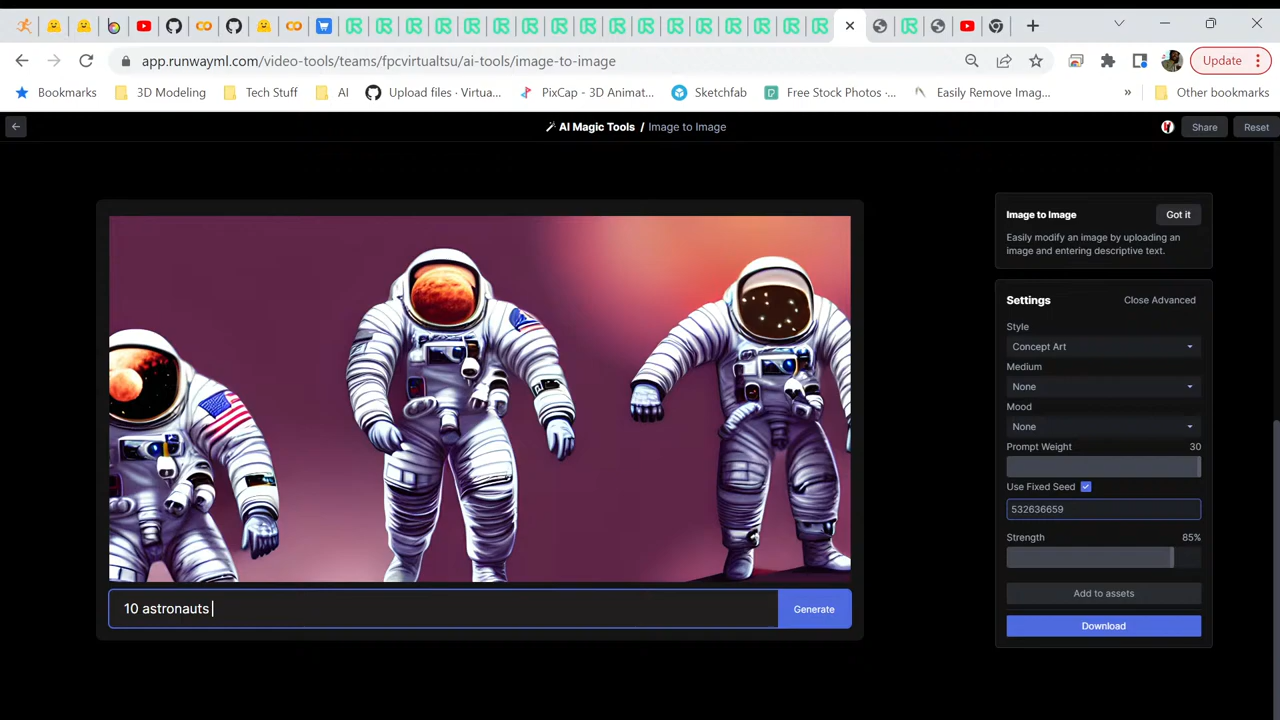 app.runwayml.com/video-tools/teams/fpcvirtualtsu/ai-tools/image-to-image
Update
Bookmarks
3D Modeling
Tech Stuff
AI
Upload files · Virtua...
PixCap - 3D Animat...
Sketchfab
Free Stock Photos ·...
Easily Remove Imag...
»
Other bookmarks
AI Magic Tools / Image to Image
Share
Reset
Image to Image
Got it
Easily modify an image by uploading an
image and entering descriptive text.
Settings
Close Advanced
Style
Concept Art
Medium
None
Mood
None
Prompt Weight
30
Use Fixed Seed
532636659
Strength
85%
Add to assets
Download
10 astronauts
Generate